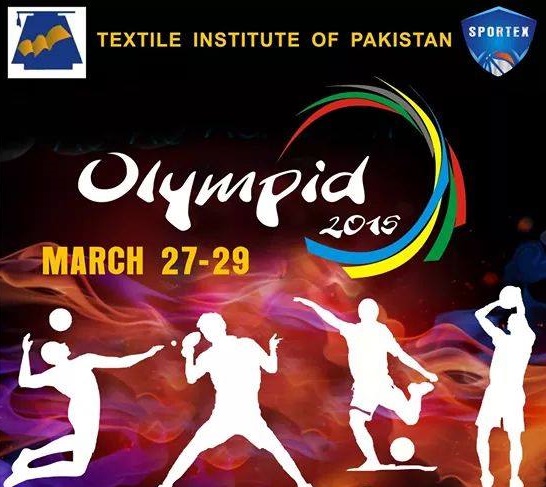 TEXTILE INSTITUTE OF PAKISTAN
SPORTEX
Olympid
2015
MARCH 27-29